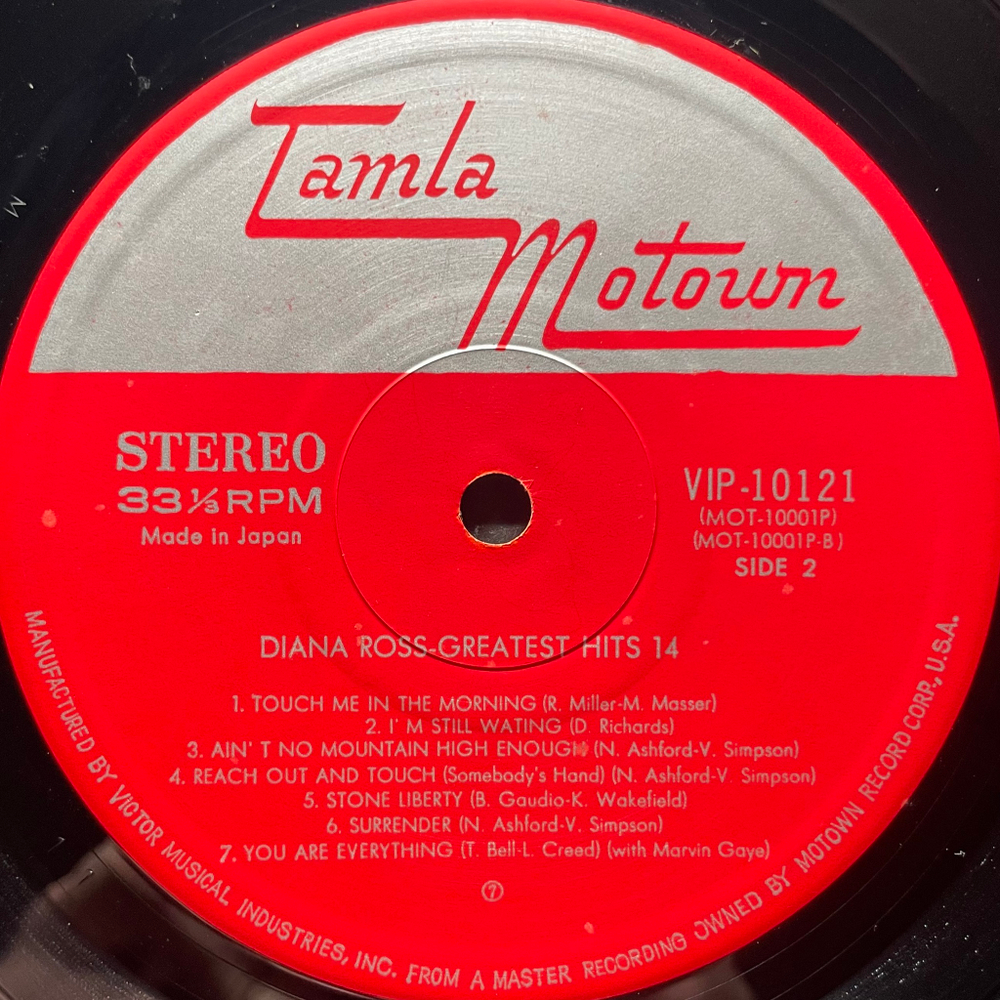 Tamla
Motown
STEREO
33⅓RPM
Made in Japan
VIP-10121
(MOT-10001P)
(MOT-10001P-B)
SIDE 2
DIANA ROSS-GREATEST HITS 14
1. TOUCH ME IN THE MORNING (R. Miller-M. Masser)
2. I' M STILL WATING (D. Richards)
3. AIN' T NO MOUNTAIN HIGH ENOUGH (N. Ashford-V. Simpson)
4. REACH OUT AND TOUCH (Somebody's Hand) (N. Ashford-V. Simpson)
5. STONE LIBERTY (B. Gaudio-K. Wakefield)
6. SURRENDER (N. Ashford-V. Simpson)
7. YOU ARE EVERYTHING (T. Bell-L. Creed) (with Marvin Gaye)
7
MANUFACTURED BY VICTOR MUSICAL INDUSTRIES, INC. FROM A MASTER RECORDING OWNED BY MOTOWN RECORD CORP., U.S.A.
M